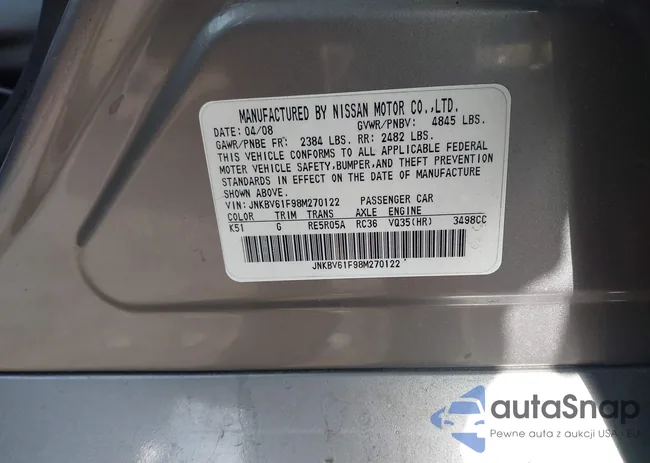 MANUFACTURED BY NISSAN MOTOR CO.,LTD.
DATE: 04/08 GVWR/PNBV: 4845 LBS.
GAWR/PNBE FR: 2384 LBS. RR: 2482 LBS.
THIS VEHICLE CONFORMS TO ALL APPLICABLE FEDERAL
MOTOR VEHICLE SAFETY,BUMPER,AND THEFT PREVENTION
STANDARDS IN EFFECT ON THE DATE OF MANUFACTURE
SHOWN ABOVE.
VIN: JNKBV61F98M270122 PASSENGER CAR
COLOR TRIM TRANS AXLE ENGINE
K51 G RE5R05A RC36 VQ35(HR) 3498CC
JNKBV61F98M270122
autoSnap
Pewne auta z aukcji USA i EU